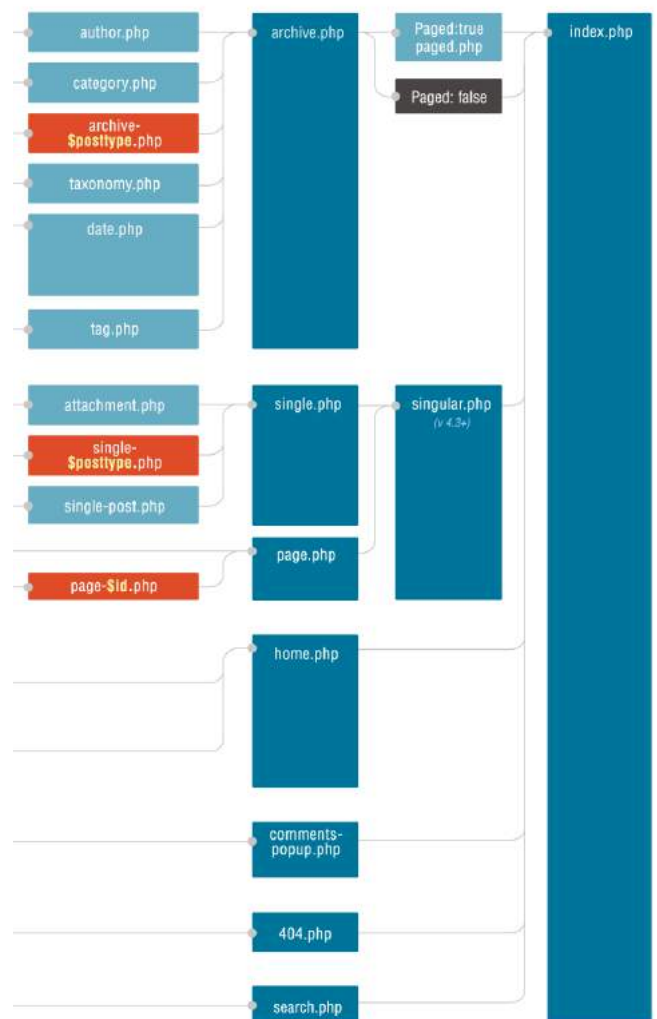 author.php
archive.php
Paged:true
paged.php
index.php
category.php
Paged: false
archive-
$posttype.php
taxonomy.php
date.php
tag.php
attachment.php
single.php
singular.php
(v 4.3+)
single-
$posttype.php
single-post.php
page.php
page-$id.php
home.php
comments-
popup.php
404.php
search.php